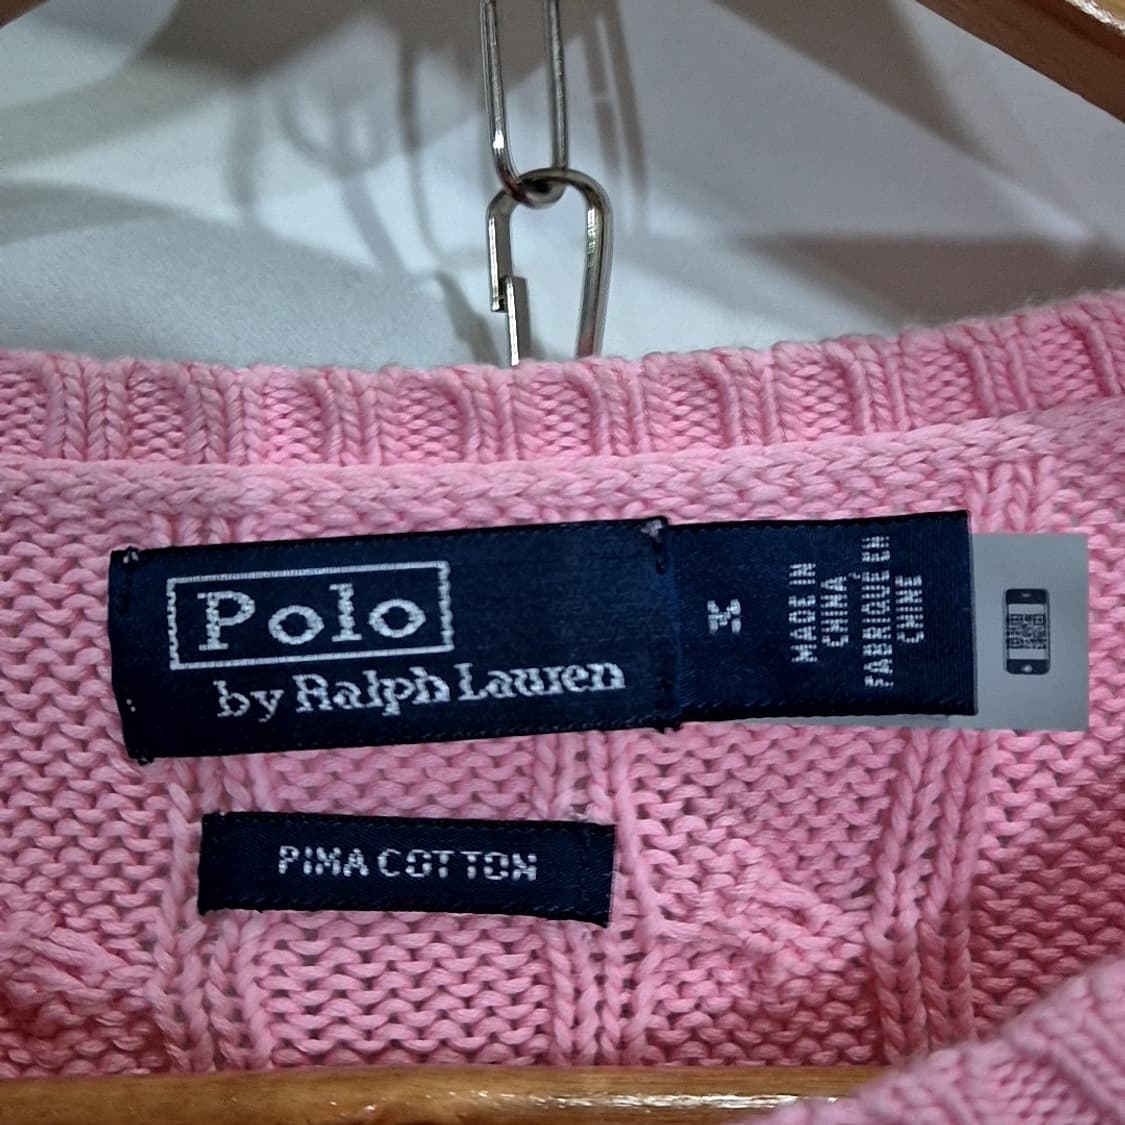 Polo
by Ralph Lauren
M
MADE IN
CHINA
FABRIQUÉ EN
CHINE
PIMA COTTON